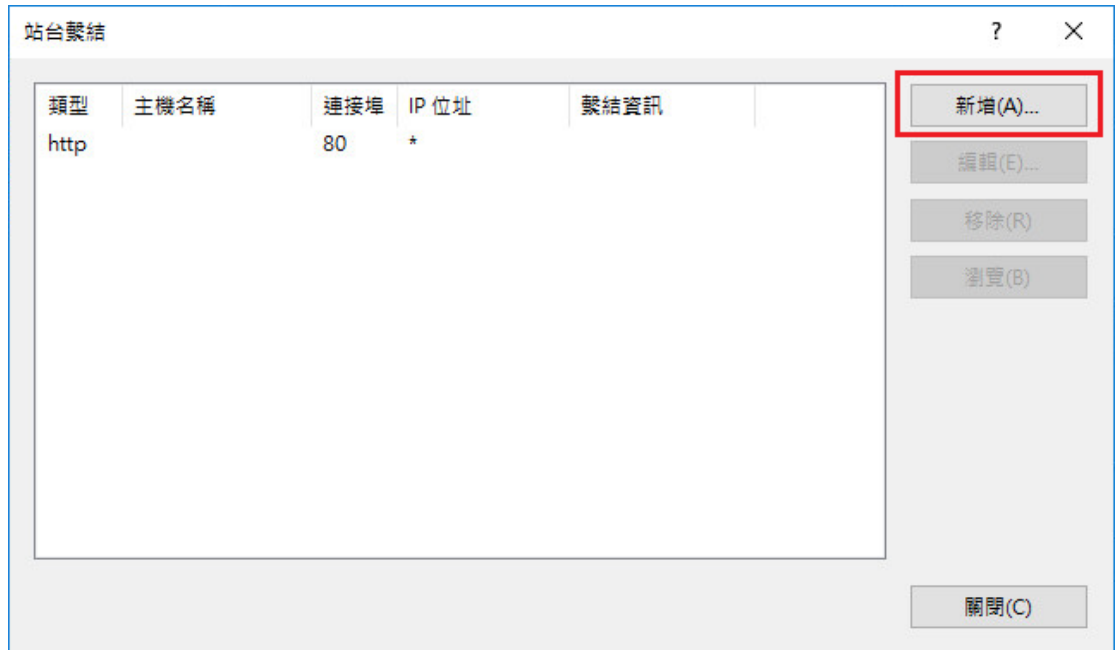 站台繫結 ?
類型 主機名稱 連接埠 IP 位址 繫結資訊
http 80 *
新增(A)...
編輯(E)...
移除(R)
瀏覽(B)
關閉(C)